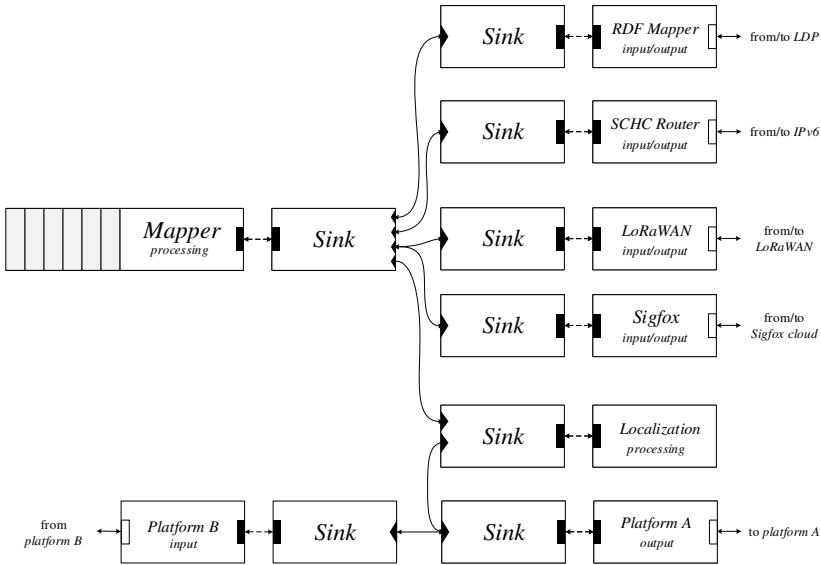 Sink
RDF Mapper
input/output
from/to LDP
Sink
SCHC Router
input/output
from/to IPv6
Mapper
processing
Sink
Sink
LoRaWAN
input/output
from/to
LoRaWAN
Sink
Sigfox
input/output
from/to
Sigfox cloud
Sink
Localization
processing
from
platform B
Platform B
input
Sink
Sink
Platform A
output
to platform A